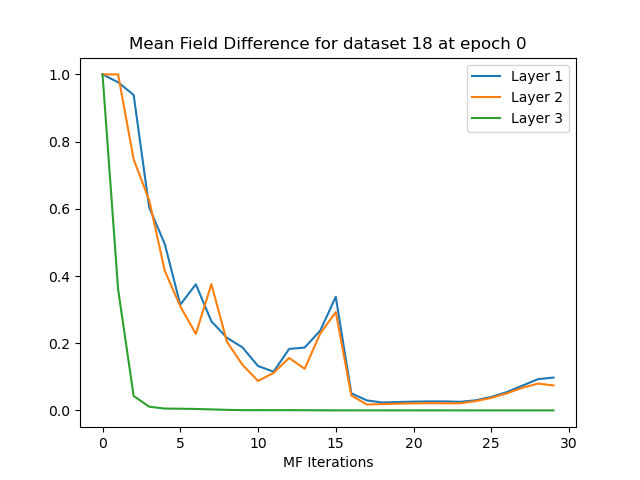 Mean Field Difference for dataset 18 at epoch 0
Layer 1
Layer 2
Layer 3
1.0
0.8
0.6
0.4
0.2
0.0
0 5 10 15 20 25 30
MF Iterations